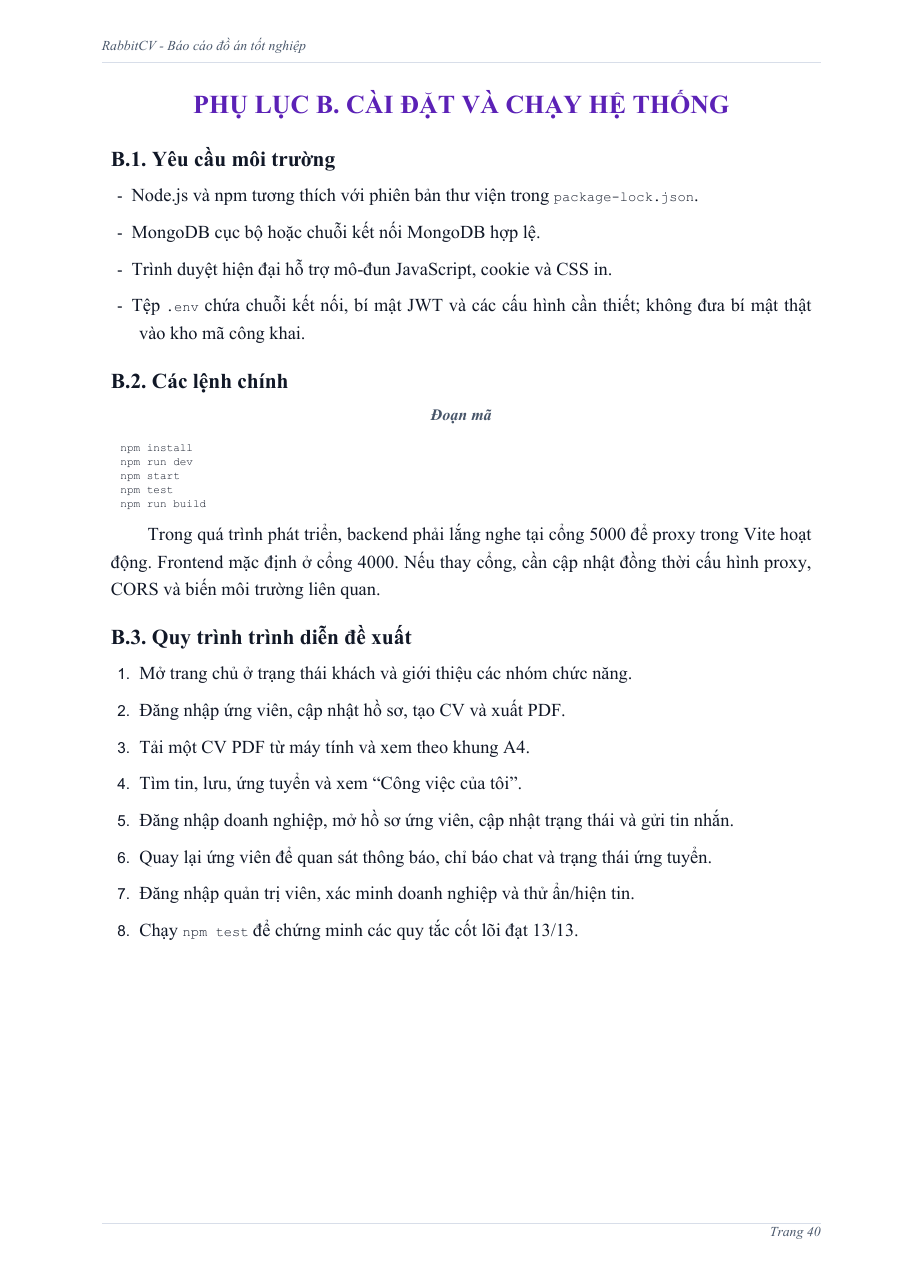 RabbitCV - Báo cáo đồ án tốt nghiệp
PHỤ LỤC B. CÀI ĐẶT VÀ CHẠY HỆ THỐNG
B.1. Yêu cầu môi trường
- Node.js và npm tương thích với phiên bản thư viện trong package-lock.json.
- MongoDB cục bộ hoặc chuỗi kết nối MongoDB hợp lệ.
- Trình duyệt hiện đại hỗ trợ mô-đun JavaScript, cookie và CSS in.
- Tệp .env chứa chuỗi kết nối, bí mật JWT và các cấu hình cần thiết; không đưa bí mật thật
vào kho mã công khai.
B.2. Các lệnh chính
Đoạn mã
npm install
npm run dev
npm start
npm test
npm run build
Trong quá trình phát triển, backend phải lắng nghe tại cổng 5000 để proxy trong Vite hoạt
động. Frontend mặc định ở cổng 4000. Nếu thay cổng, cần cập nhật đồng thời cấu hình proxy,
CORS và biến môi trường liên quan.
B.3. Quy trình trình diễn đề xuất
1. Mở trang chủ ở trạng thái khách và giới thiệu các nhóm chức năng.
2. Đăng nhập ứng viên, cập nhật hồ sơ, tạo CV và xuất PDF.
3. Tải một CV PDF từ máy tính và xem theo khung A4.
4. Tìm tin, lưu, ứng tuyển và xem “Công việc của tôi”.
5. Đăng nhập doanh nghiệp, mở hồ sơ ứng viên, cập nhật trạng thái và gửi tin nhắn.
6. Quay lại ứng viên để quan sát thông báo, chỉ báo chat và trạng thái ứng tuyển.
7. Đăng nhập quản trị viên, xác minh doanh nghiệp và thử ẩn/hiện tin.
8. Chạy npm test để chứng minh các quy tắc cốt lõi đạt 13/13.
Trang 40